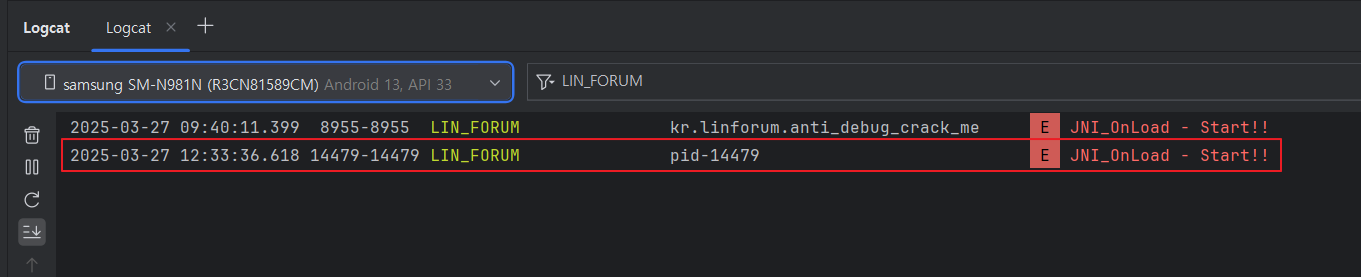 Logcat Logcat
samsung SM-N981N (R3CN81589CM) Android 13, API 33 LIN_FORUM
2025-03-27 09:40:11.399 8955-8955 LIN_FORUM kr.linforum.anti_debug_crack_me E JNI_OnLoad - Start!!
2025-03-27 12:33:36.618 14479-14479 LIN_FORUM pid-14479 E JNI_OnLoad - Start!!